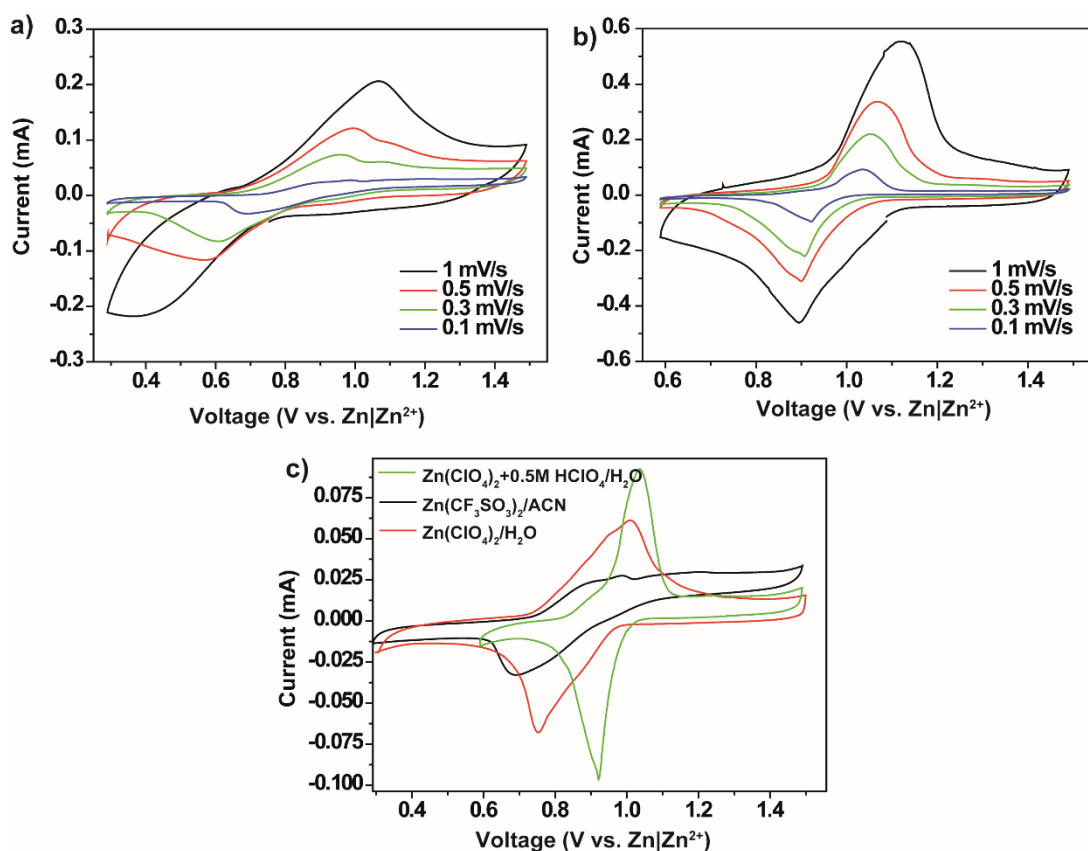 a)
0.3
0.2
0.1
0.0
-0.1
-0.2
-0.3
Current (mA)
0.4 0.6 0.8 1.0 1.2 1.4
Voltage (V vs. Zn|Zn²⁺)
1 mV/s
0.5 mV/s
0.3 mV/s
0.1 mV/s
b)
0.6
0.4
0.2
0.0
-0.2
-0.4
-0.6
Current (mA)
0.6 0.8 1.0 1.2 1.4
Voltage (V vs. Zn|Zn²⁺)
1 mV/s
0.5 mV/s
0.3 mV/s
0.1 mV/s
c)
0.075
0.050
0.025
0.000
-0.025
-0.050
-0.075
-0.100
Current (mA)
0.4 0.6 0.8 1.0 1.2 1.4
Voltage (V vs. Zn|Zn²⁺)
Zn(ClO₄)₂+0.5M HClO₄/H₂O
Zn(CF₃SO₃)₂/ACN
Zn(ClO₄)₂/H₂O